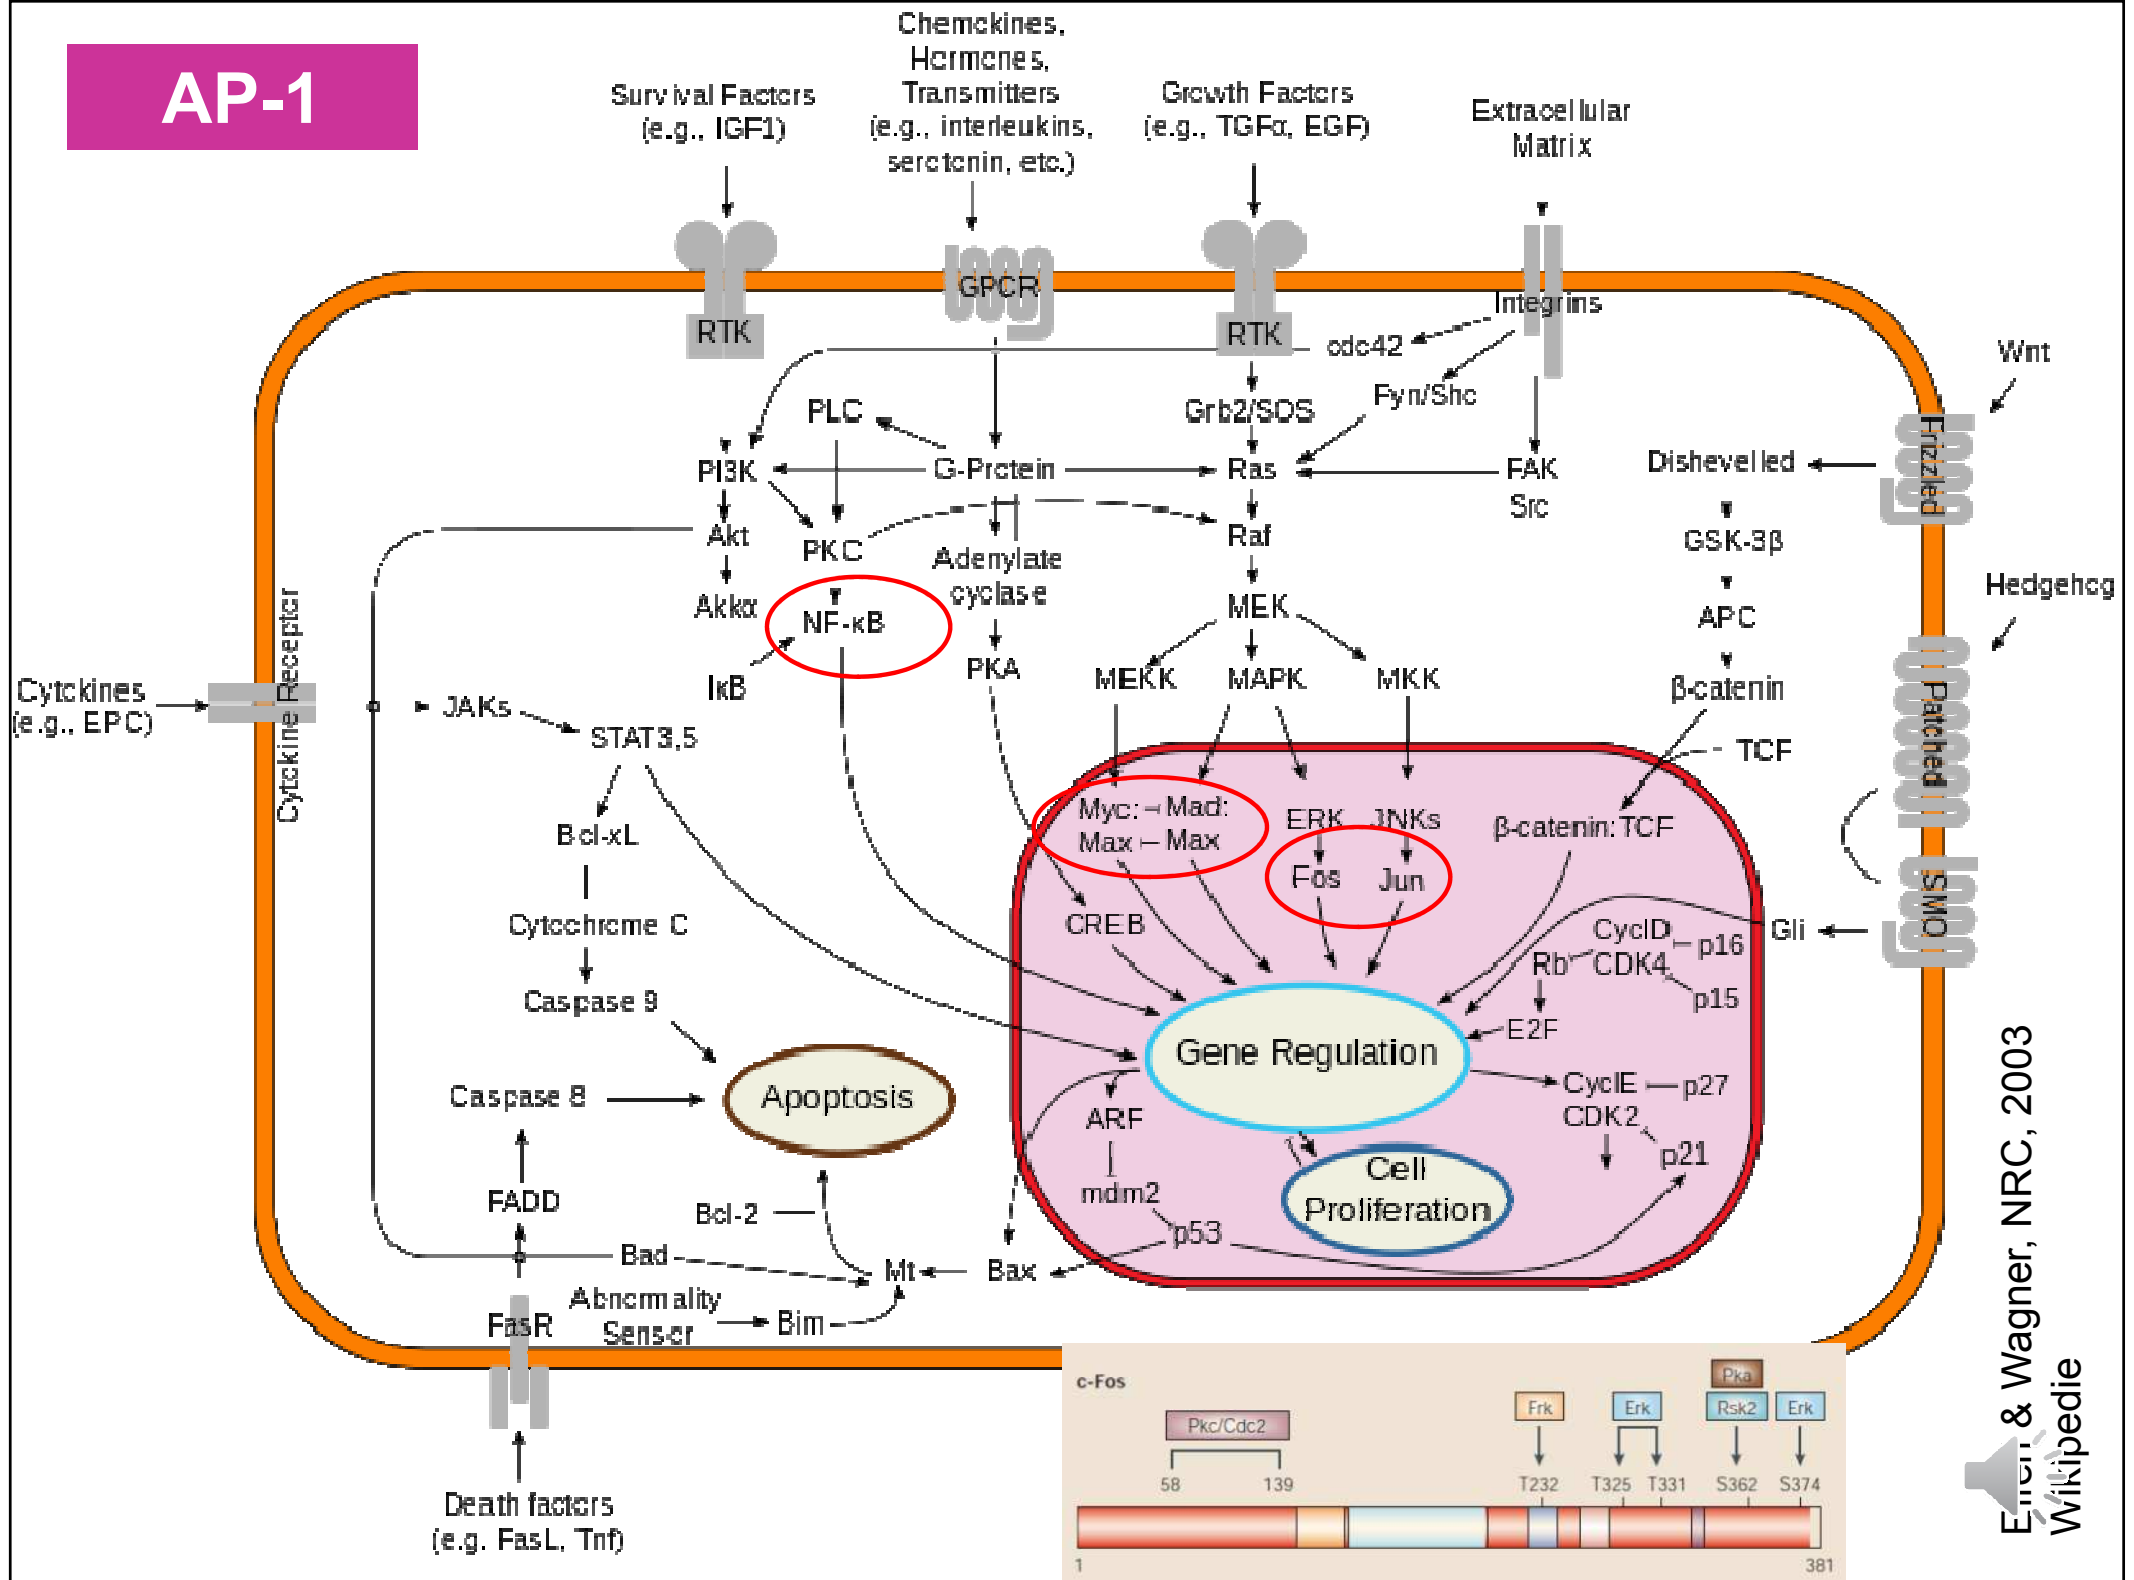 AP-1
Survival Factors
(e.g., IGF1)
Chemokines,
Hormones,
Transmitters
(e.g., interleukins,
serotonin, etc.)
Growth Factors
(e.g., TGFα, EGF)
Extracellular
Matrix
RTK
GPCR
RTK
Integrins
cdc42
Fyn/Shc
Wnt
Frizzled
PLC
Grb2/SOS
PI3K
G-Protein
Ras
FAK
Src
Dishevelled
Akt
PKC
Adenylate
cyclase
Raf
GSK-3β
Akkα
NF-κB
MEK
APC
Hedgehog
IκB
PKA
MEKK
MAPK
MKK
β-catenin
Patched
Cytokines
(e.g., EPC)
Cytokine Receptor
JAKs
STAT3,5
TCF
Myc:
Mad:
Max
Max
ERK
JNKs
β-catenin:TCF
Bcl-xL
Fos
Jun
SMO
Cytochrome C
CREB
CyclD
p16
Rb
CDK4
p15
Gli
Caspase 9
E2F
Gene Regulation
Caspase 8
Apoptosis
ARF
CyclE
p27
CDK2
p21
FADD
mdm2
Cell
Proliferation
Bcl-2
p53
Bad
Mt
Bax
Abnormality
Sensor
Bim
FasR
Death factors
(e.g. FasL, Tnf)
c-Fos
Pkc/Cdc2
Frk
Erk
Pka
Rsk2
Erk
58
139
T232
T325
T331
S362
S374
1
381
& Wagner, NRC, 2003
Wikipedie